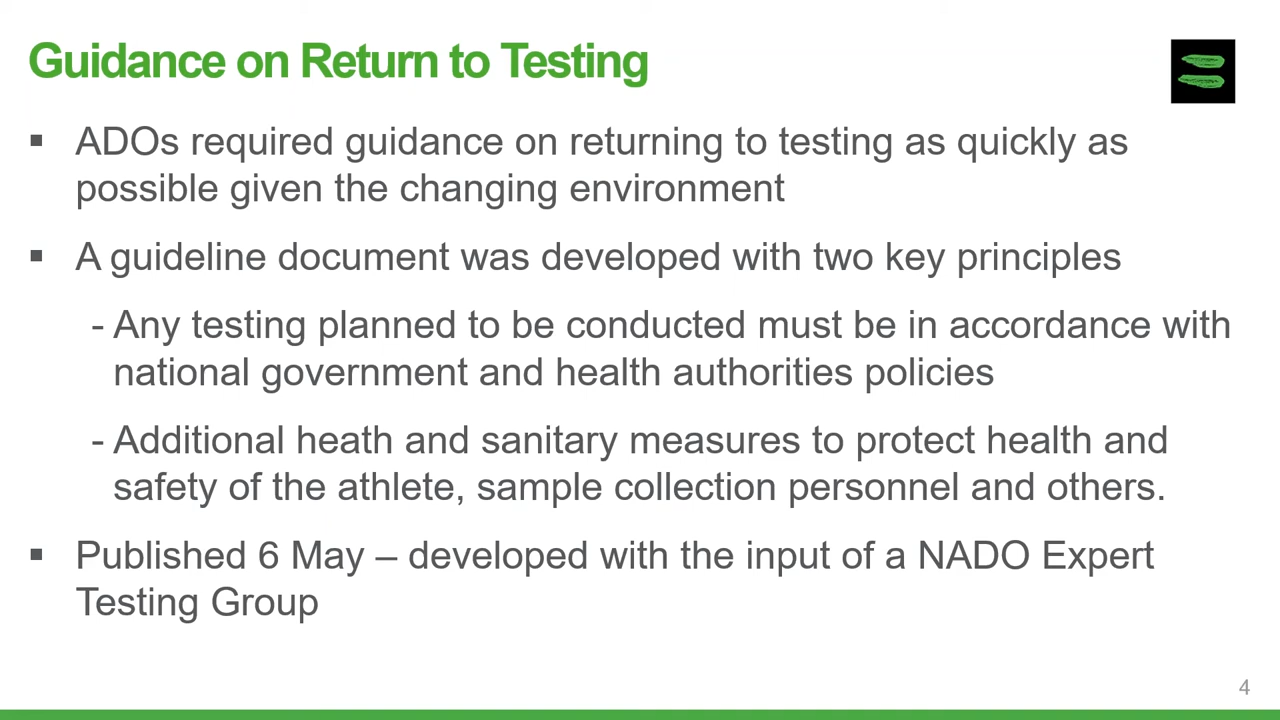 Guidance on Return to Testing
▪ ADOs required guidance on returning to testing as quickly as
possible given the changing environment
▪ A guideline document was developed with two key principles
- Any testing planned to be conducted must be in accordance with
national government and health authorities policies
- Additional heath and sanitary measures to protect health and
safety of the athlete, sample collection personnel and others.
▪ Published 6 May – developed with the input of a NADO Expert
Testing Group
4